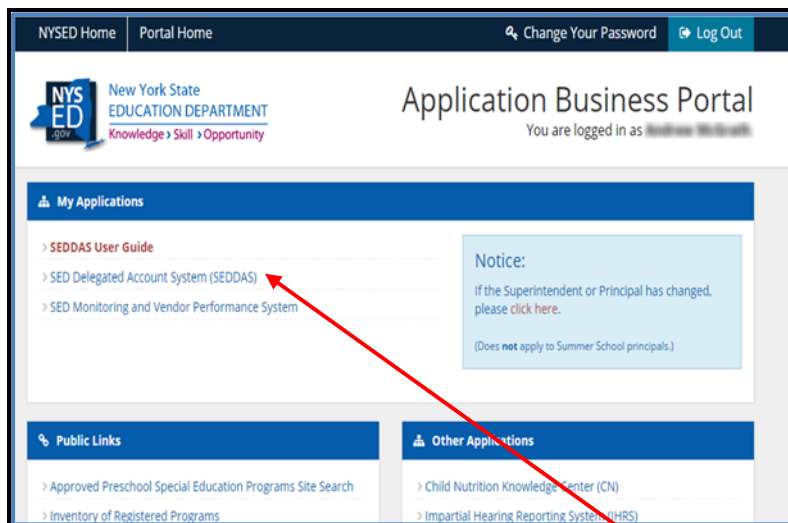 NYSED Home
Portal Home
Change Your Password
Log Out
NYS
ED
.gov
New York State
EDUCATION DEPARTMENT
Knowledge › Skill › Opportunity
Application Business Portal
You are logged in as
My Applications
> SEDDAS User Guide
> SED Delegated Account System (SEDDAS)
> SED Monitoring and Vendor Performance System
Notice:
If the Superintendent or Principal has changed,
please click here.
(Does not apply to Summer School principals.)
Public Links
> Approved Preschool Special Education Programs Site Search
> Inventory of Registered Programs
Other Applications
> Child Nutrition Knowledge Center (CN)
> Impartial Hearing Reporting System (IHRS)